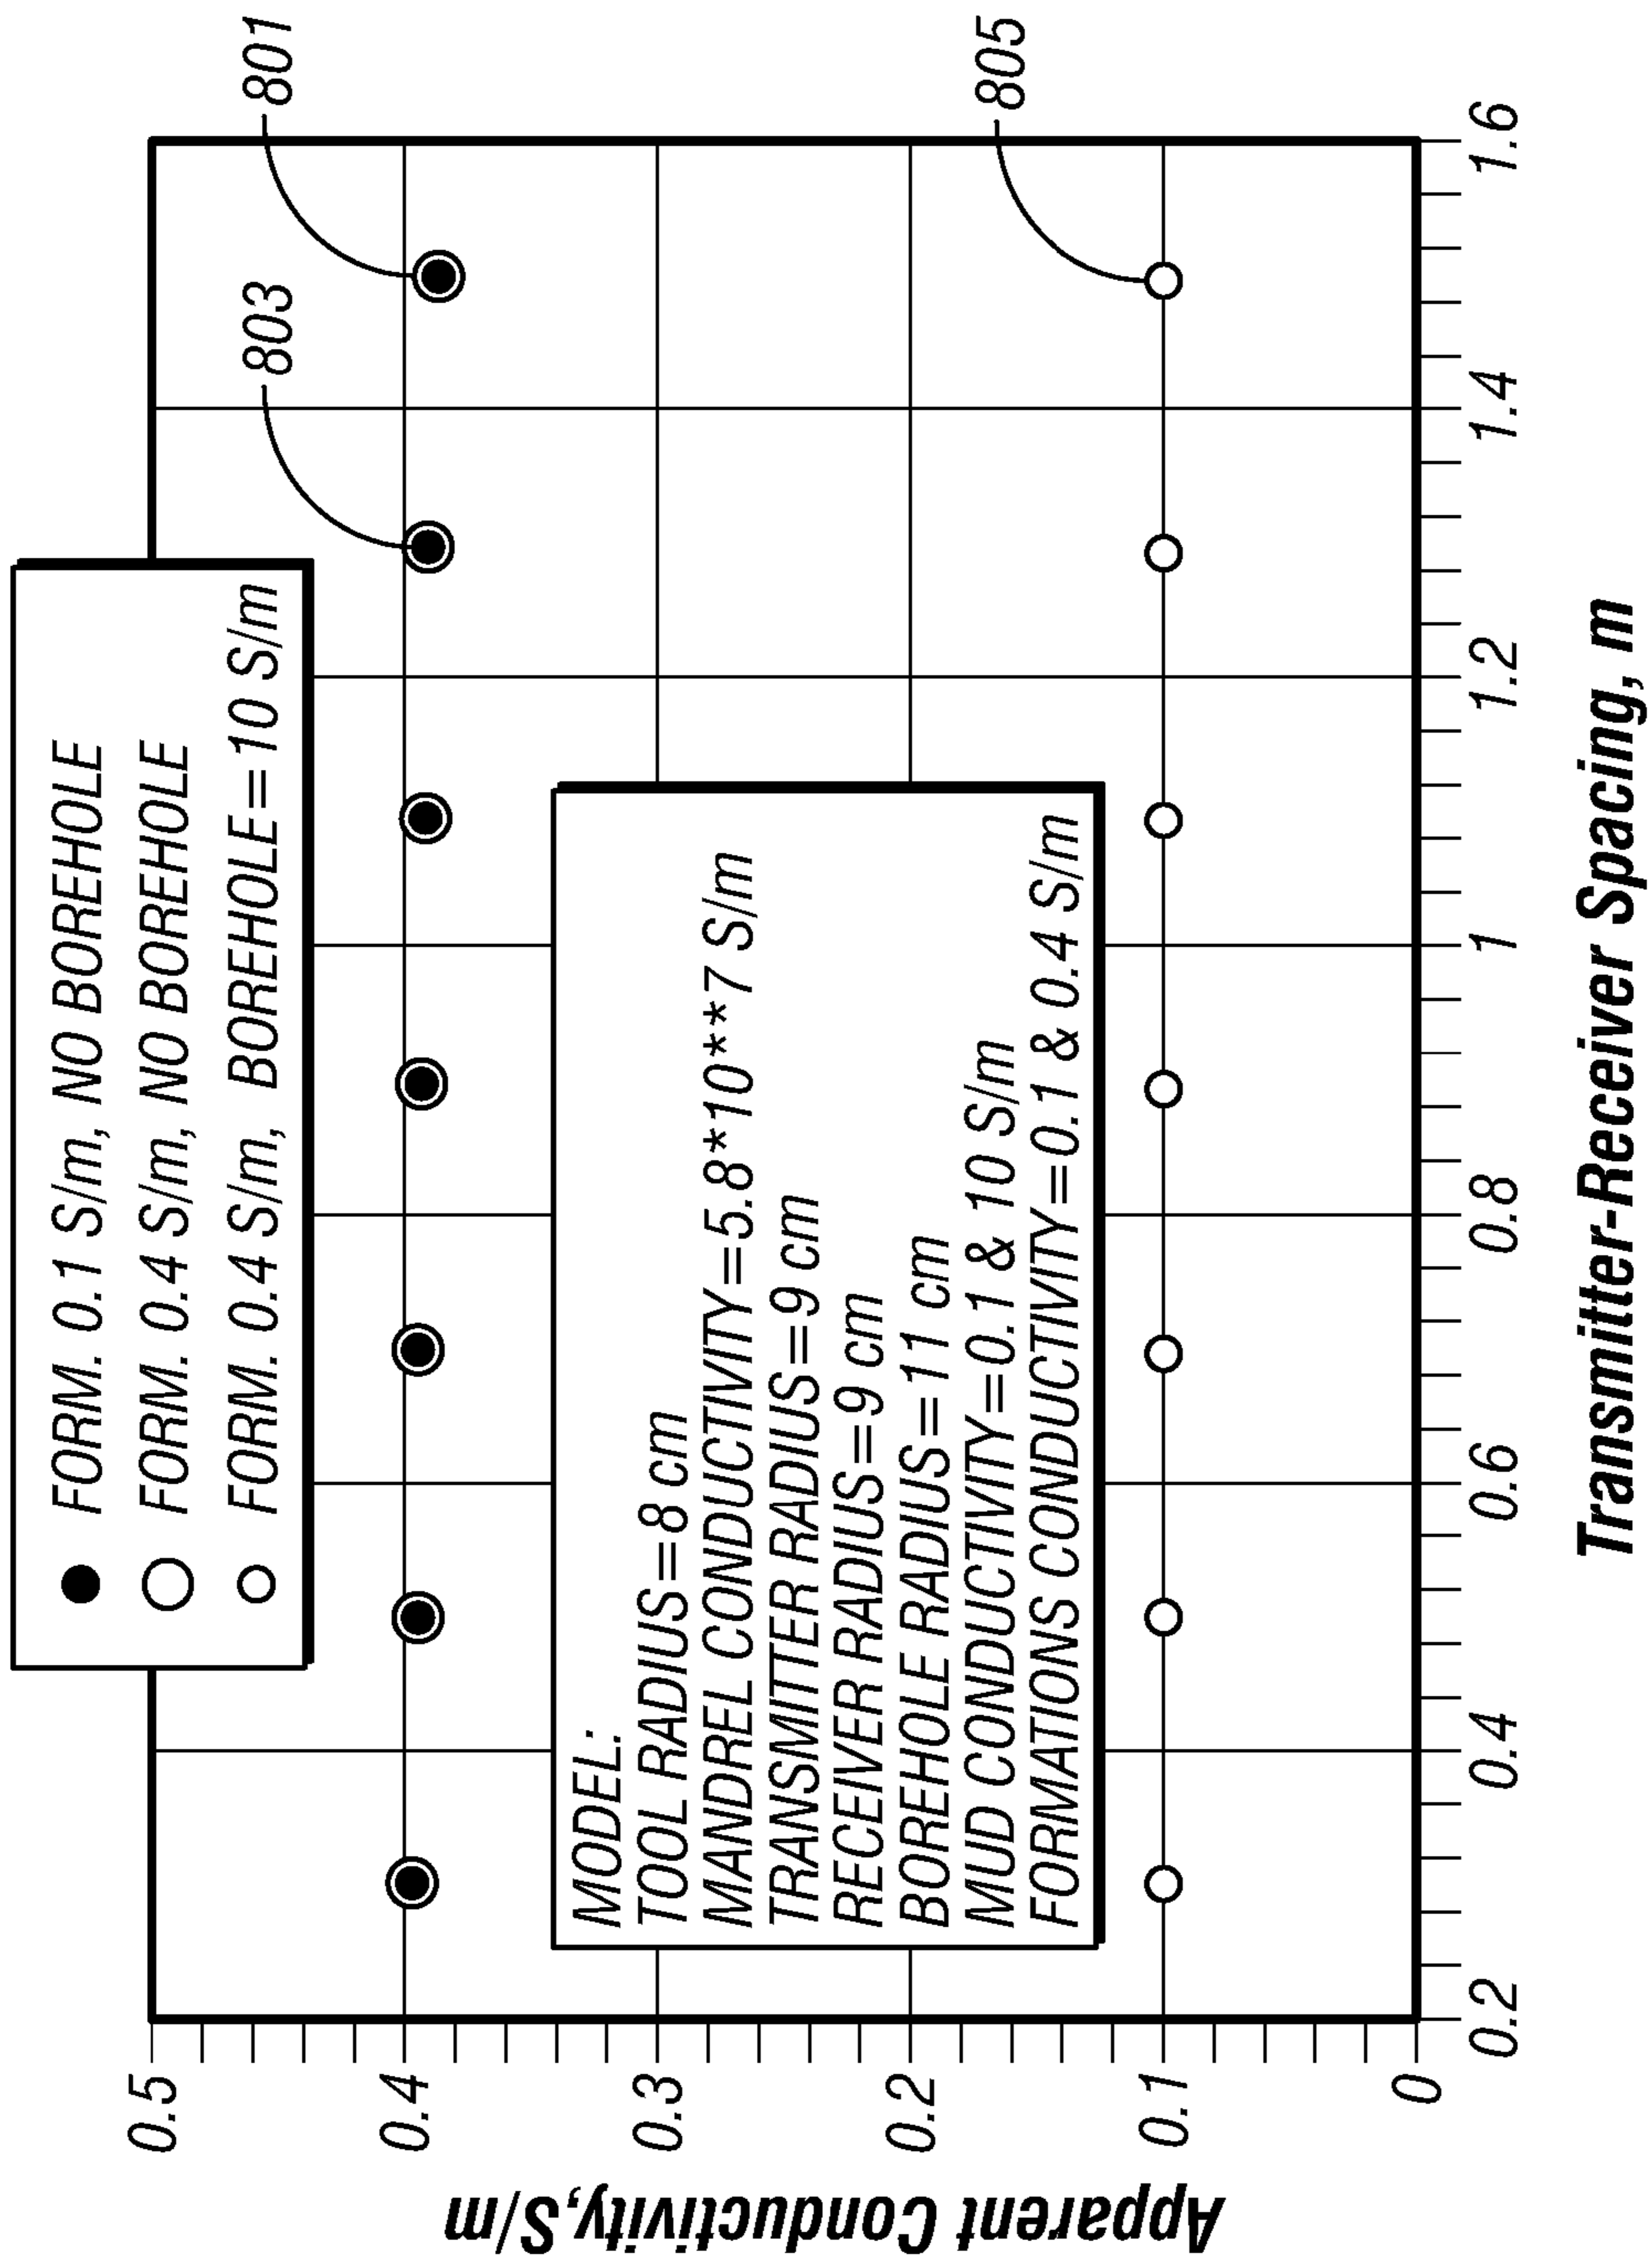 FORM. 0.1 S/m, NO BOREHOLE
FORM. 0.4 S/m, NO BOREHOLE
FORM. 0.4 S/m, BOREHOLE=10 S/m
803
801
805
MODEL:
TOOL RADIUS=8 cm
MANDREL CONDUCTIVITY=5.8*10**7 S/m
TRANSMITTER RADIUS=9 cm
RECEIVER RADIUS=9 cm
BOREHOLE RADIUS=11 cm
MUD CONDUCTIVITY=0.1 & 10 S/m
FORMATIONS CONDUCTIVITY=0.1 & 0.4 S/m
Apparent Conductivity,S/m
0.5
0.4
0.3
0.2
0.1
0
0.2 0.4 0.6 0.8 1 1.2 1.4 1.6
Transmitter-Receiver Spacing, m